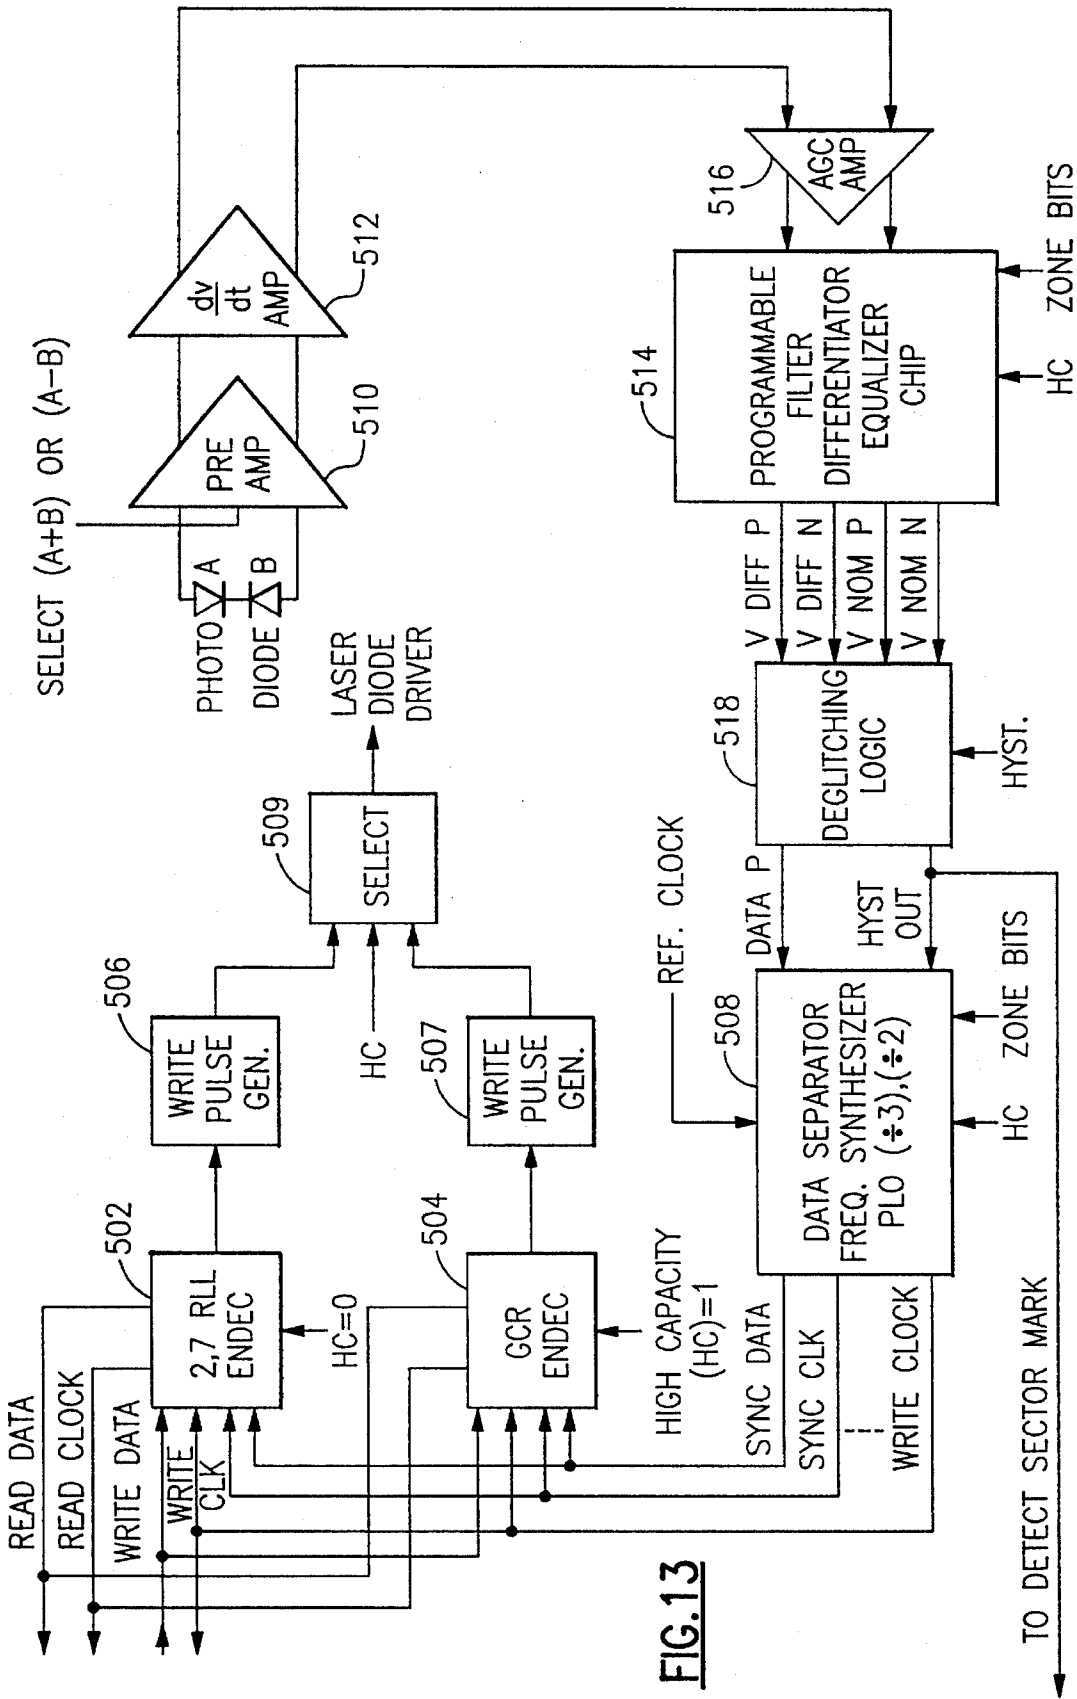 READ DATA
READ CLOCK
WRITE DATA
WRITE
CLK
502
2,7 RLL
ENDEC
HC=0
506
WRITE
PULSE
GEN.
504
GCR
ENDEC
HIGH CAPACITY
(HC)=1
507
WRITE
PULSE
GEN.
HC
509
SELECT
LASER
DIODE
DRIVER
SELECT (A+B) OR (A−B)
PHOTO
DIODE
A
B
PRE
AMP
510
dv
dt
AMP
512
516
AGC
AMP
514
PROGRAMMABLE
FILTER
DIFFERENTIATOR
EQUALIZER
CHIP
HC
ZONE BITS
V DIFF P
V DIFF N
V NOM P
V NOM N
518
DEGLITCHING
LOGIC
HYST.
DATA P
HYST
OUT
REF. CLOCK
508
DATA SEPARATOR
FREQ. SYNTHESIZER
PLO (÷3),(÷2)
HC
ZONE BITS
SYNC DATA
SYNC CLK
WRITE CLOCK
TO DETECT SECTOR MARK
FIG.13